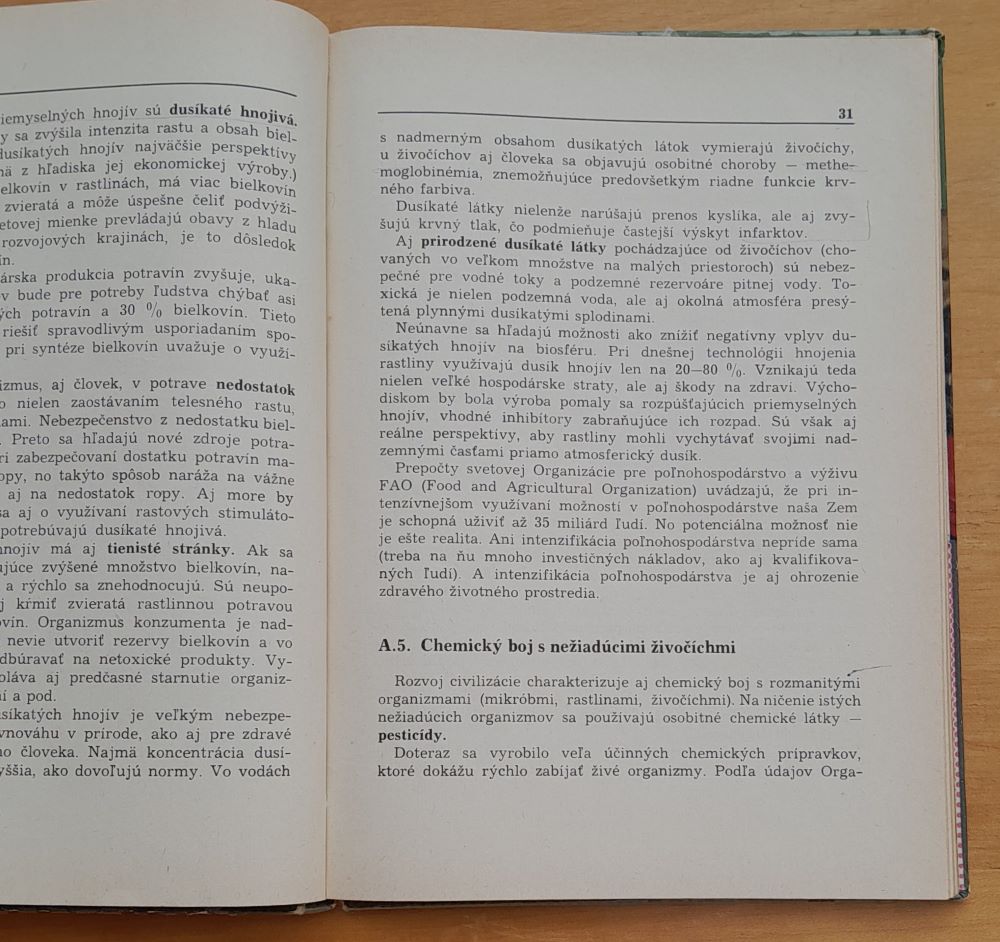 riemyselných hnojív sú dusíkaté hnojivá.
y sa zvýšila intenzita rastu a obsah biel-
dusíkatých hnojív najväčšie perspektívy
nä z hľadiska jej ekonomickej výroby.)
elkovín v rastlinách, má viac bielkovín
zvieratá a môže úspešne čeliť podvýži-
etovej mienke prevládajú obavy z hladu
rozvojových krajinách, je to dôsledok
ín.
árska produkcia potravín zvyšuje, uka-
v bude pre potreby ľudstva chýbať asi
ých potravín a 30 % bielkovín. Tieto
riešiť spravodlivým usporiadaním spo-
pri syntéze bielkovín uvažuje o využí-
izmus, aj človek, v potrave nedostatok
o nielen zaostávaním telesného rastu,
ami. Nebezpečenstvo z nedostatku biel-
. Preto sa hľadajú nové zdroje potra-
ri zabezpečovaní dostatku potravín ma-
opy, no takýto spôsob naráža na vážne
aj na nedostatok ropy. Aj more by
sa aj o využívaní rastových stimuláto-
potrebúvajú dusíkaté hnojivá.
hnojív má aj tienisté stránky. Ak sa
ujúce zvýšené množstvo bielkovín, na-
a rýchlo sa znehodnocujú. Sú neupo-
j kŕmiť zvieratá rastlinnou potravou
ovín. Organizmus konzumenta je nad-
nevie utvoriť rezervy bielkovín a vo
dbúravať na netoxické produkty. Vy-
oláva aj predčasné starnutie organiz-
ní a pod.
síkatých hnojív je veľkým nebezpe-
vnováhu v prírode, ako aj pre zdravé
ho človeka. Najmä koncentrácia dusí-
yššia, ako dovoľujú normy. Vo vodách
31
s nadmerným obsahom dusíkatých látok vymierajú živočíchy,
u živočíchov aj človeka sa objavujú osobitné choroby — methe-
moglobinémia, znemožňujúce predovšetkým riadne funkcie krv-
ného farbiva.
Dusíkaté látky nielenže narúšajú prenos kyslíka, ale aj zvy-
šujú krvný tlak, čo podmieňuje častejší výskyt infarktov.
Aj prirodzené dusíkaté látky pochádzajúce od živočíchov (cho-
vaných vo veľkom množstve na malých priestoroch) sú nebez-
pečné pre vodné toky a podzemné rezervoáre pitnej vody. To-
xická je nielen podzemná voda, ale aj okolná atmosféra presý-
tená plynnými dusíkatými splodinami.
Neúnavne sa hľadajú možnosti ako znížiť negatívny vplyv du-
síkatých hnojív na biosféru. Pri dnešnej technológii hnojenia
rastliny využívajú dusík hnojív len na 20—80 %. Vznikajú teda
nielen veľké hospodárske straty, ale aj škody na zdraví. Výcho-
diskom by bola výroba pomaly sa rozpúšťajúcich priemyselných
hnojív, vhodné inhibítory zabraňujúce ich rozpad. Sú však aj
reálne perspektívy, aby rastliny mohli vychytávať svojimi nad-
zemnými časťami priamo atmosferický dusík.
Prepočty svetovej Organizácie pre poľnohospodárstvo a výživu
FAO (Food and Agricultural Organization) uvádzajú, že pri in-
tenzívnejšom využívaní možností v poľnohospodárstve naša Zem
je schopná uživiť až 35 miliárd ľudí. No potenciálna možnosť nie
je ešte realita. Ani intenzifikácia poľnohospodárstva nepríde sama
(treba na ňu mnoho investičných nákladov, ako aj kvalifikova-
ných ľudí). A intenzifikácia poľnohospodárstva je aj ohrozenie
zdravého životného prostredia.
A.5. Chemický boj s nežiadúcimi živočíchmi
Rozvoj civilizácie charakterizuje aj chemický boj s rozmanitými
organizmami (mikróbmi, rastlinami, živočíchmi). Na ničenie istých
nežiadúcich organizmov sa používajú osobitné chemické látky —
pesticídy.
Doteraz sa vyrobilo veľa účinných chemických prípravkov,
ktoré dokážu rýchlo zabíjať živé organizmy. Podľa údajov Orga-